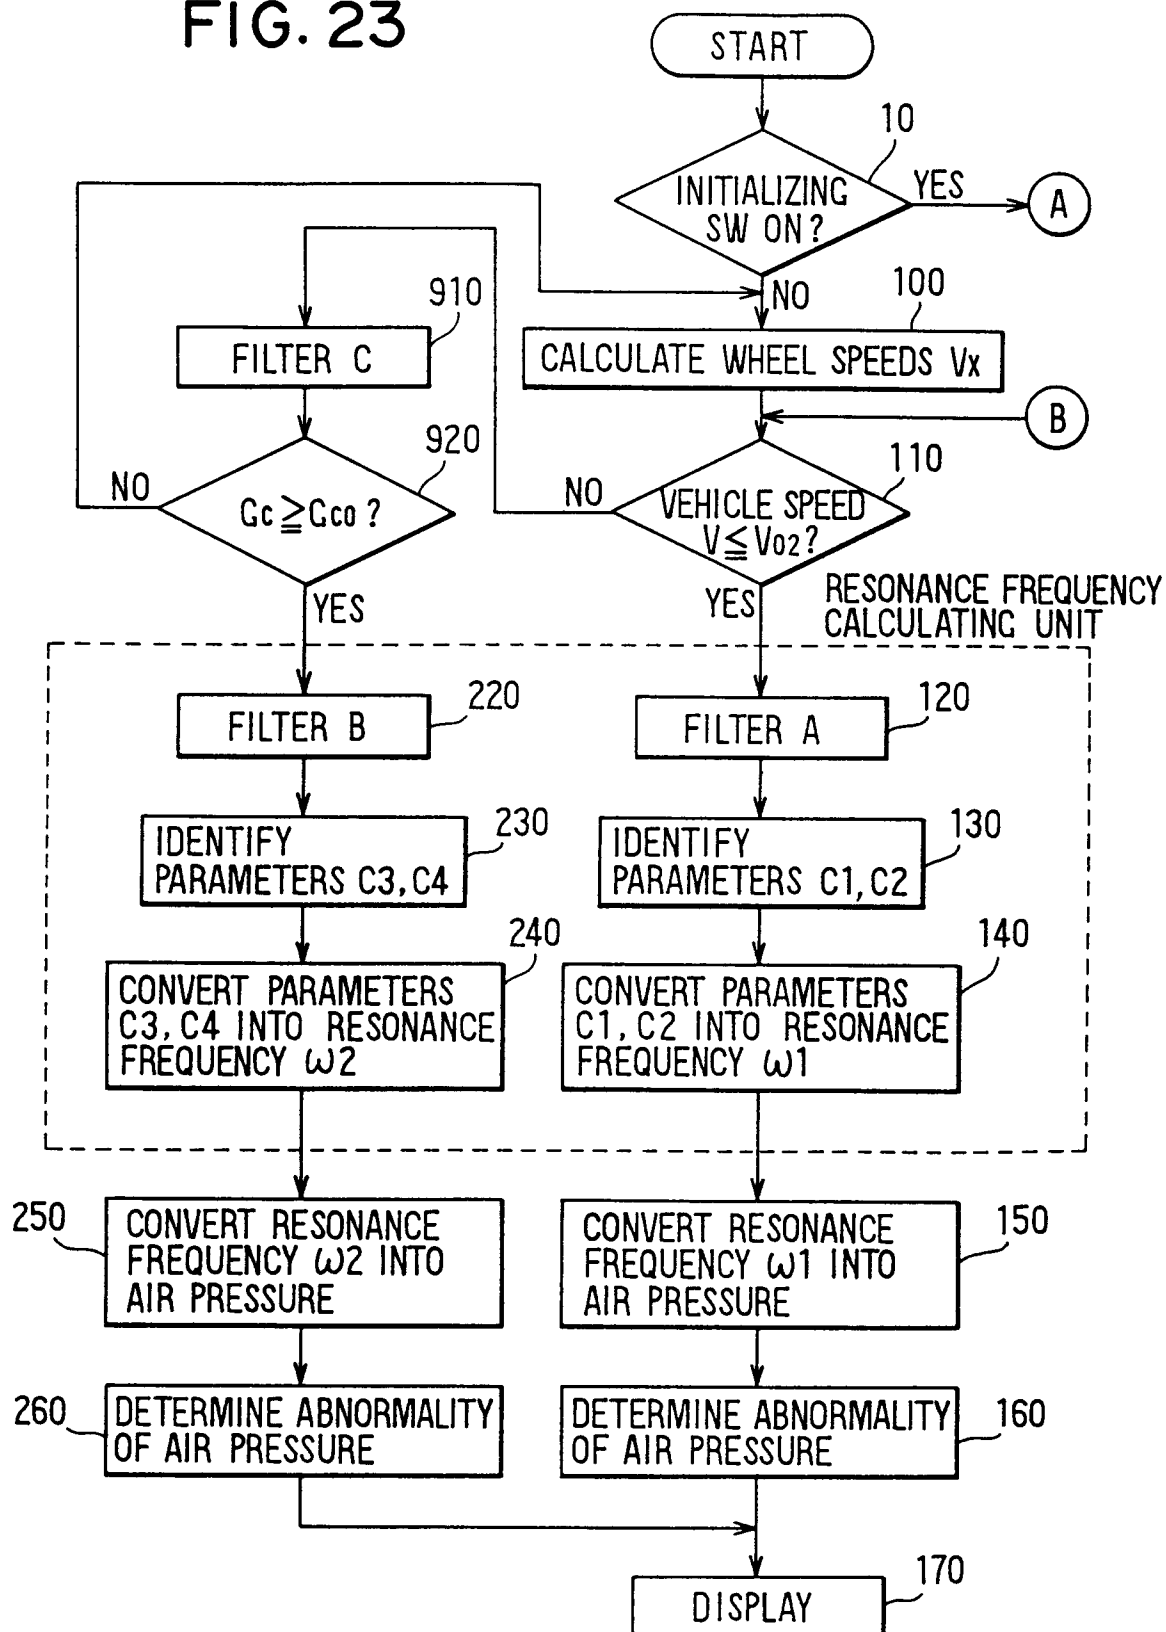 FIG. 23
START
10
INITIALIZING
SW ON?
YES
A
NO
100
CALCULATE WHEEL SPEEDS Vx
B
910
FILTER C
920
Gc≧Gco?
NO
YES
110
VEHICLE SPEED
V≦Vo2?
NO
YES
RESONANCE FREQUENCY
CALCULATING UNIT
220
FILTER B
120
FILTER A
230
IDENTIFY
PARAMETERS C3, C4
130
IDENTIFY
PARAMETERS C1, C2
240
CONVERT PARAMETERS
C3, C4 INTO RESONANCE
FREQUENCY ω2
140
CONVERT PARAMETERS
C1, C2 INTO RESONANCE
FREQUENCY ω1
250
CONVERT RESONANCE
FREQUENCY ω2 INTO
AIR PRESSURE
150
CONVERT RESONANCE
FREQUENCY ω1 INTO
AIR PRESSURE
260
DETERMINE ABNORMALITY
OF AIR PRESSURE
160
DETERMINE ABNORMALITY
OF AIR PRESSURE
170
DISPLAY